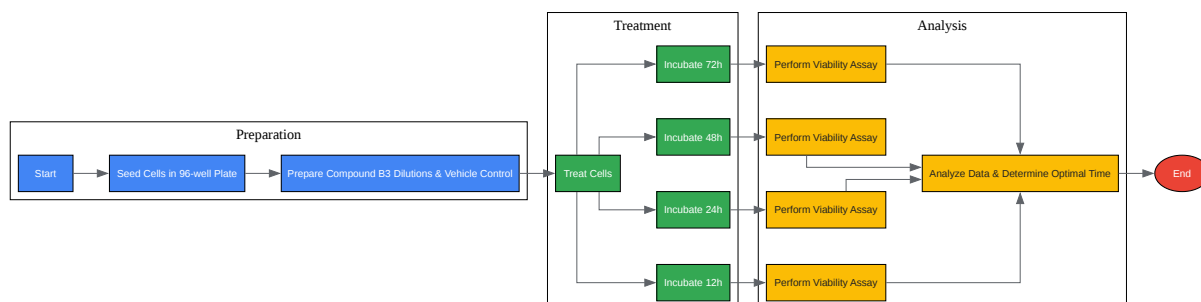 Preparation
Start
Seed Cells in 96-well Plate
Prepare Compound B3 Dilutions & Vehicle Control
Treatment
Treat Cells
Incubate 72h
Incubate 48h
Incubate 24h
Incubate 12h
Analysis
Perform Viability Assay
Perform Viability Assay
Perform Viability Assay
Perform Viability Assay
Analyze Data & Determine Optimal Time
End